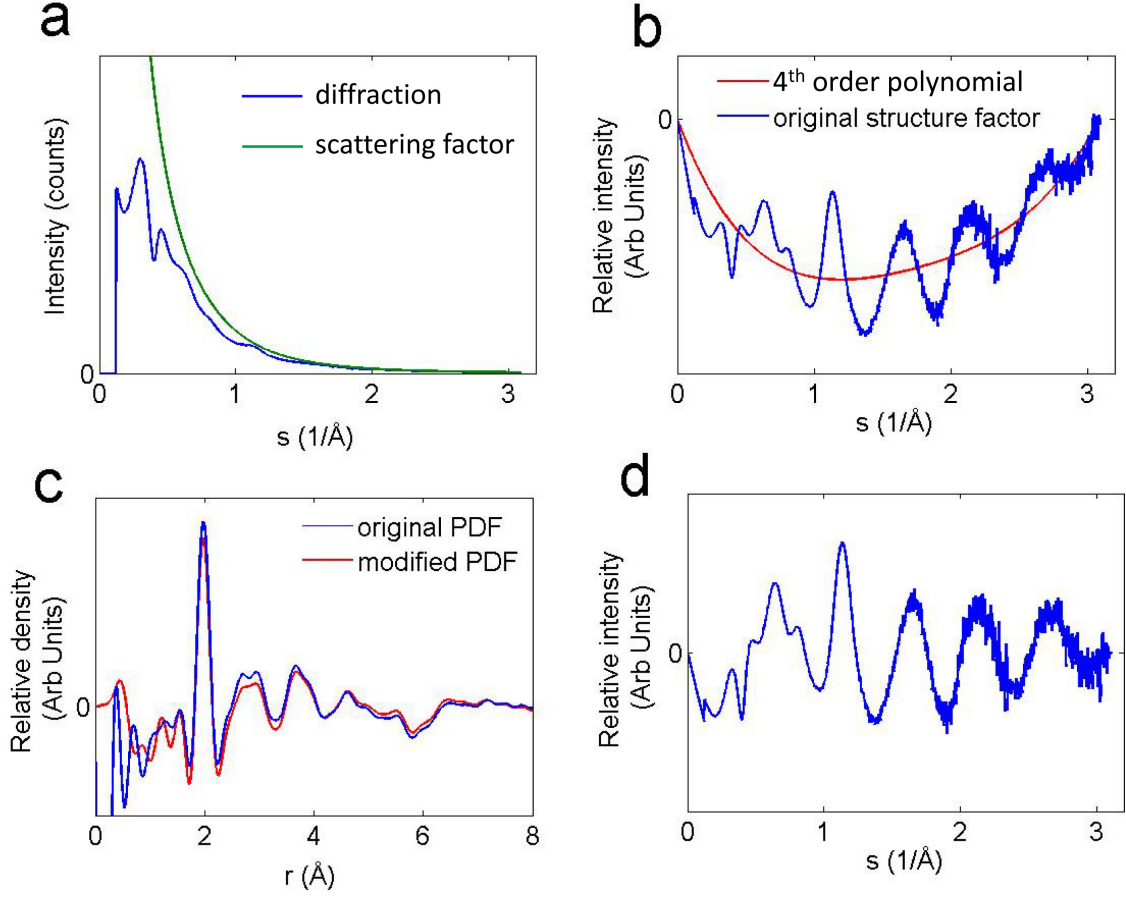 a
diffraction
scattering factor
Intensity (counts)
0
0
1
2
3
s (1/Å)
b
4th order polynomial
original structure factor
Relative intensity
(Arb Units)
0
0
1
2
3
s (1/Å)
c
original PDF
modified PDF
Relative density
(Arb Units)
0
0
2
4
6
8
r (Å)
d
Relative intensity
(Arb Units)
0
0
1
2
3
s (1/Å)